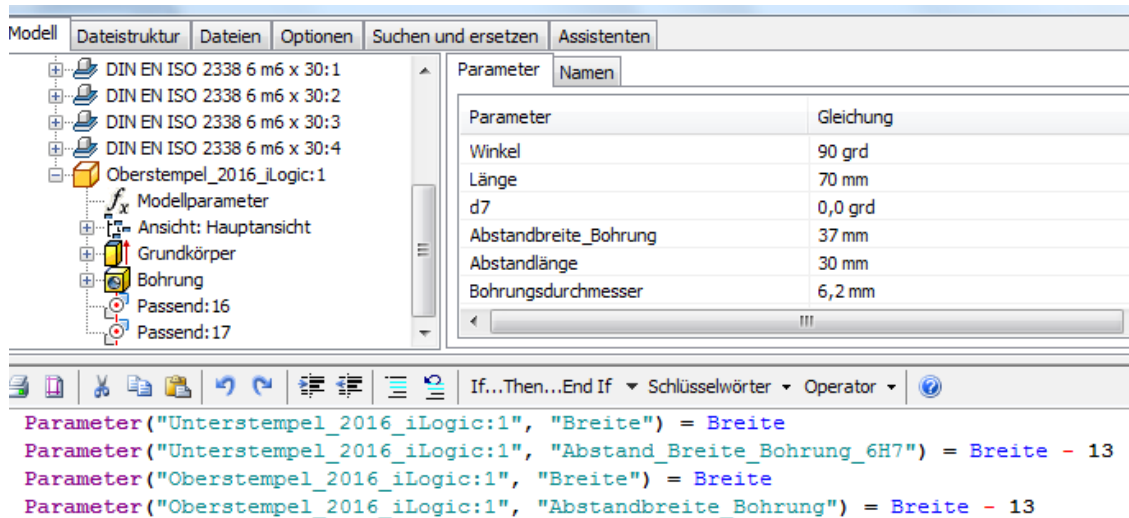 Modell Dateistruktur Dateien Optionen Suchen und ersetzen Assistenten
DIN EN ISO 2338 6 m6 x 30:1
DIN EN ISO 2338 6 m6 x 30:2
DIN EN ISO 2338 6 m6 x 30:3
DIN EN ISO 2338 6 m6 x 30:4
Oberstempel_2016_iLogic:1
fx Modellparameter
Ansicht: Hauptansicht
Grundkörper
Bohrung
Passend:16
Passend:17
Parameter Namen
Parameter Gleichung
Winkel 90 grd
Länge 70 mm
d7 0,0 grd
Abstandbreite_Bohrung 37 mm
Abstandlänge 30 mm
Bohrungsdurchmesser 6,2 mm
If...Then...End If Schlüsselwörter Operator
Parameter("Unterstempel_2016_iLogic:1", "Breite") = Breite
Parameter("Unterstempel_2016_iLogic:1", "Abstand_Breite_Bohrung_6H7") = Breite - 13
Parameter("Oberstempel_2016_iLogic:1", "Breite") = Breite
Parameter("Oberstempel_2016_iLogic:1", "Abstandbreite_Bohrung") = Breite - 13